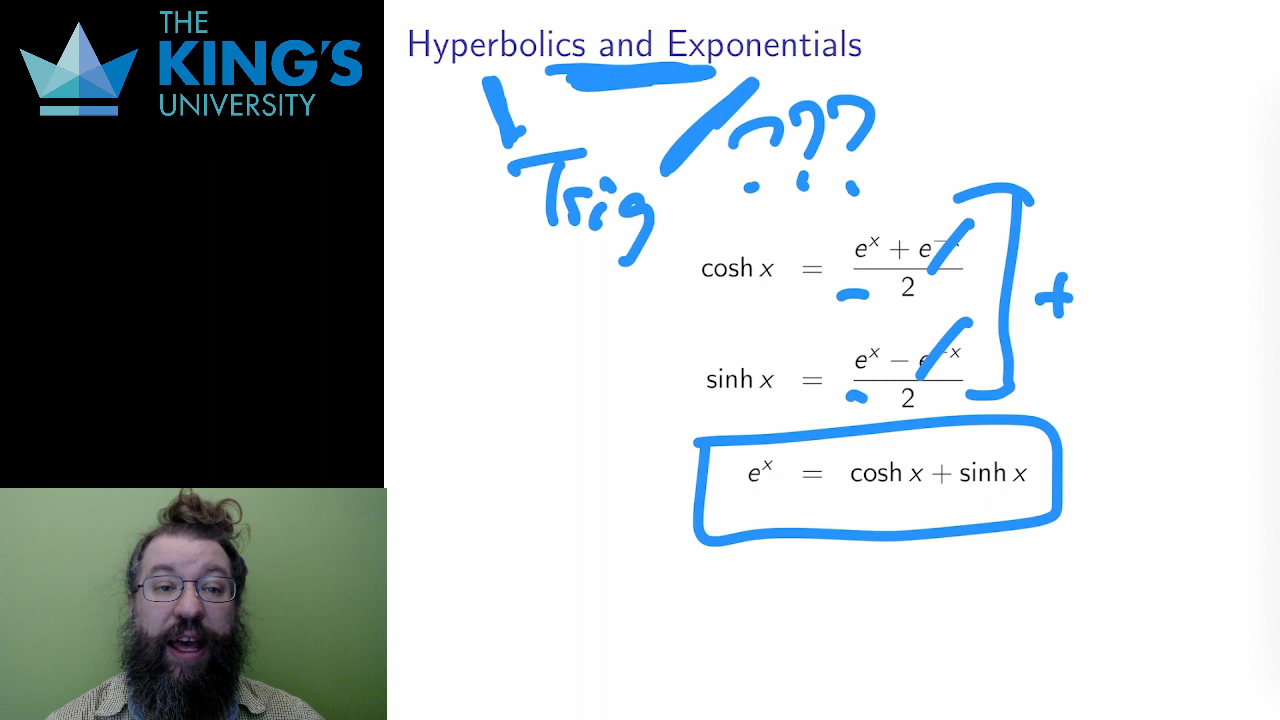 THE
KING'S
UNIVERSITY
Hyperbolics and Exponentials
Trig
???
cosh x = (e^x + e^−x)/2
+
sinh x = (e^x − e^−x)/2
e^x = cosh x + sinh x